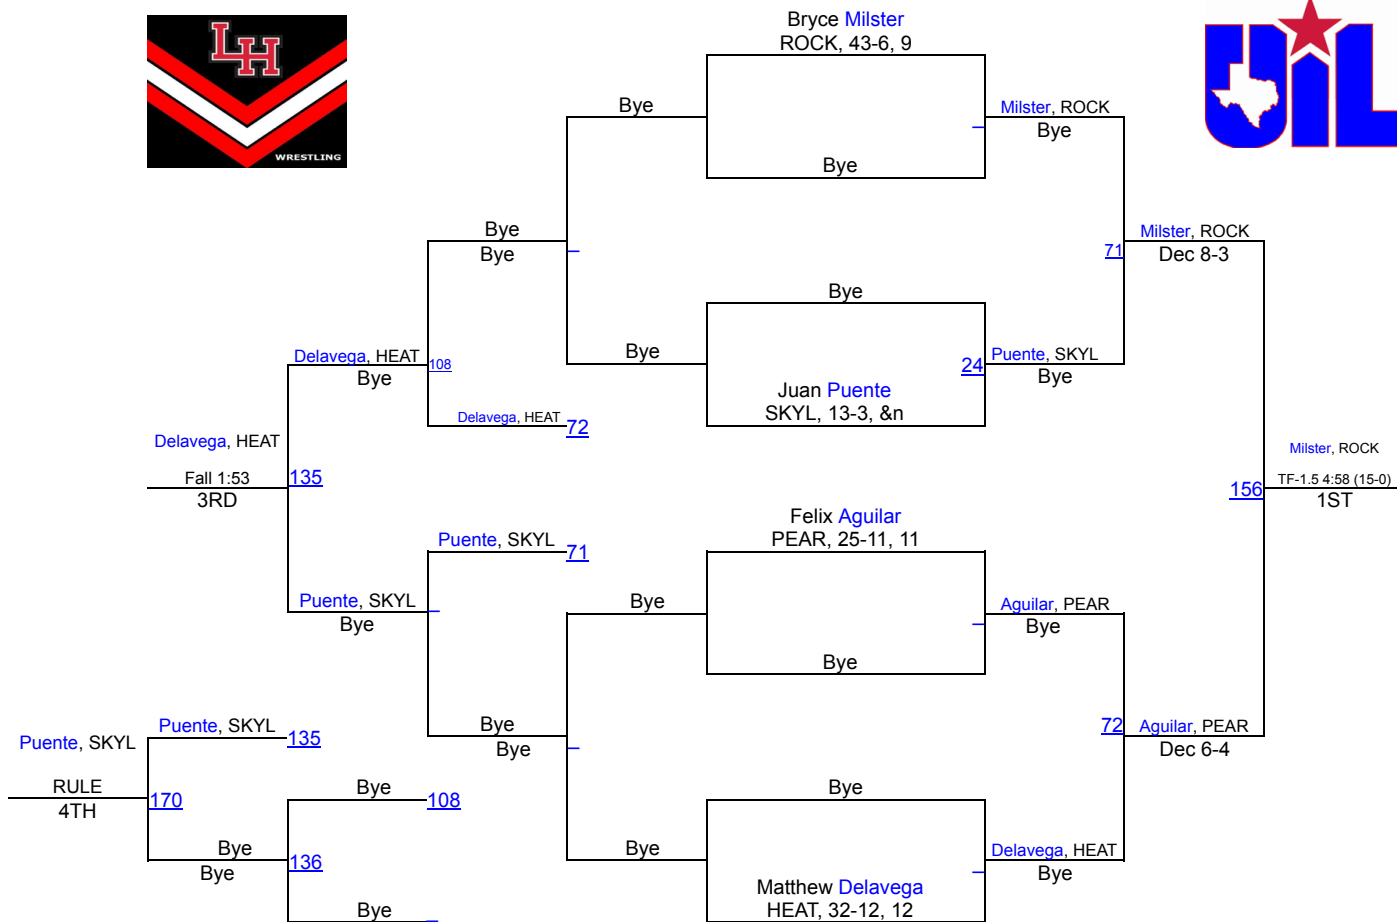 LH
WRESTLING
UIL
Bryce Milster
ROCK, 43-6, 9
Bye
Milster, ROCK
Bye
Bye
Bye
Bye
Milster, ROCK
71
Dec 8-3
Bye
Bye
Delavega, HEAT
108
Bye
24
Puente, SKYL
Bye
Juan Puente
SKYL, 13-3, &n
Delavega, HEAT
72
Delavega, HEAT
Fall 1:53
135
3RD
Milster, ROCK
156
TF-1.5 4:58 (15-0)
1ST
Felix Aguilar
PEAR, 25-11, 11
Puente, SKYL
71
Puente, SKYL
Bye
Bye
Aguilar, PEAR
Bye
Bye
Puente, SKYL
Puente, SKYL
135
Bye
Bye
72
Aguilar, PEAR
Dec 6-4
RULE
170
4TH
Bye
108
Bye
Bye
Bye
136
Bye
Delavega, HEAT
Bye
Matthew Delavega
HEAT, 32-12, 12
Bye